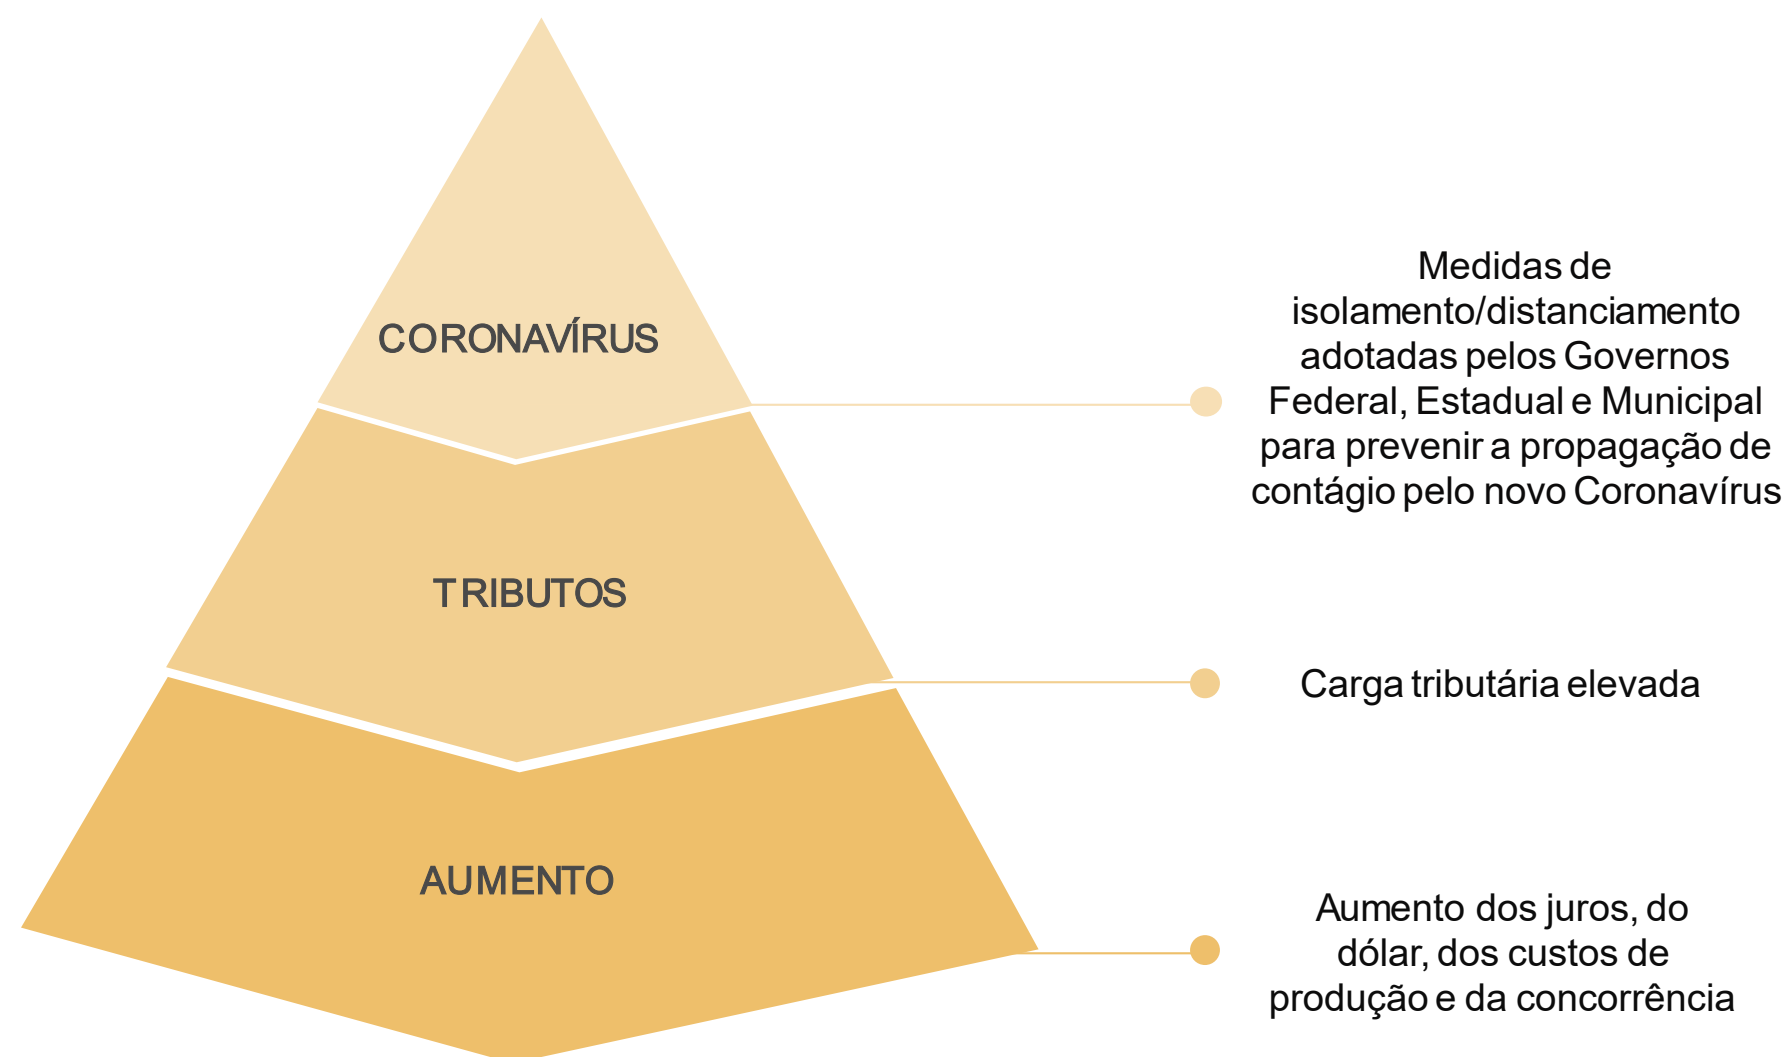 CORONAVÍRUS
Medidas de
isolamento/distanciamento
adotadas pelos Governos
Federal, Estadual e Municipal
para prevenir a propagação de
contágio pelo novo Coronavírus
TRIBUTOS
Carga tributária elevada
AUMENTO
Aumento dos juros, do
dólar, dos custos de
produção e da concorrência